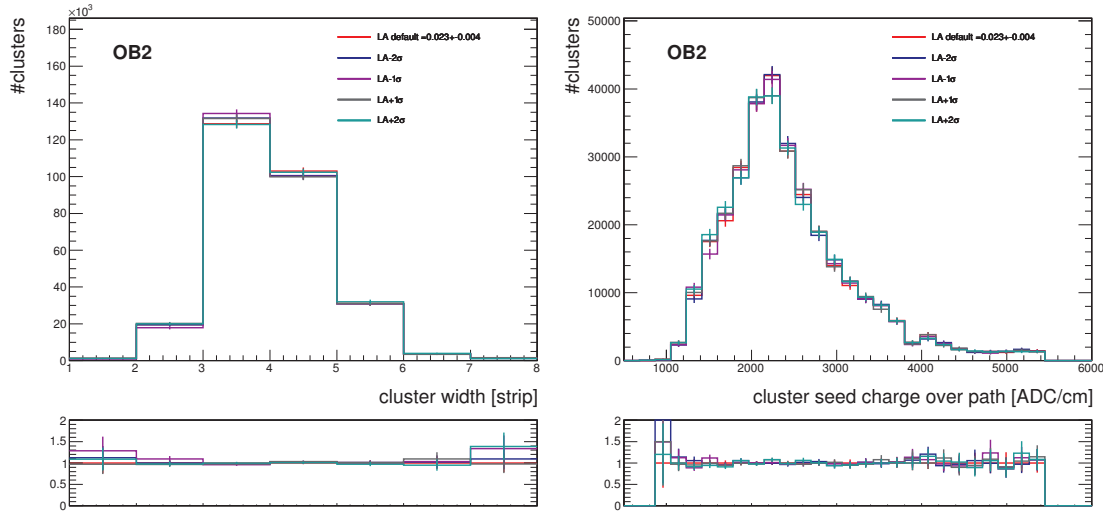 ×10³
180
160
140
120
100
80
60
40
20
0
#clusters
OB2
LA default =0.023+-0.004
LA-2σ
LA-1σ
LA+1σ
LA+2σ
1 2 3 4 5 6 7 8
cluster width [strip]
2
1.5
1
0.5
0
50000
40000
30000
20000
10000
0
#clusters
OB2
LA default =0.023+-0.004
LA-2σ
LA-1σ
LA+1σ
LA+2σ
1000 2000 3000 4000 5000 6000
cluster seed charge over path [ADC/cm]
2
1.5
1
0.5
0